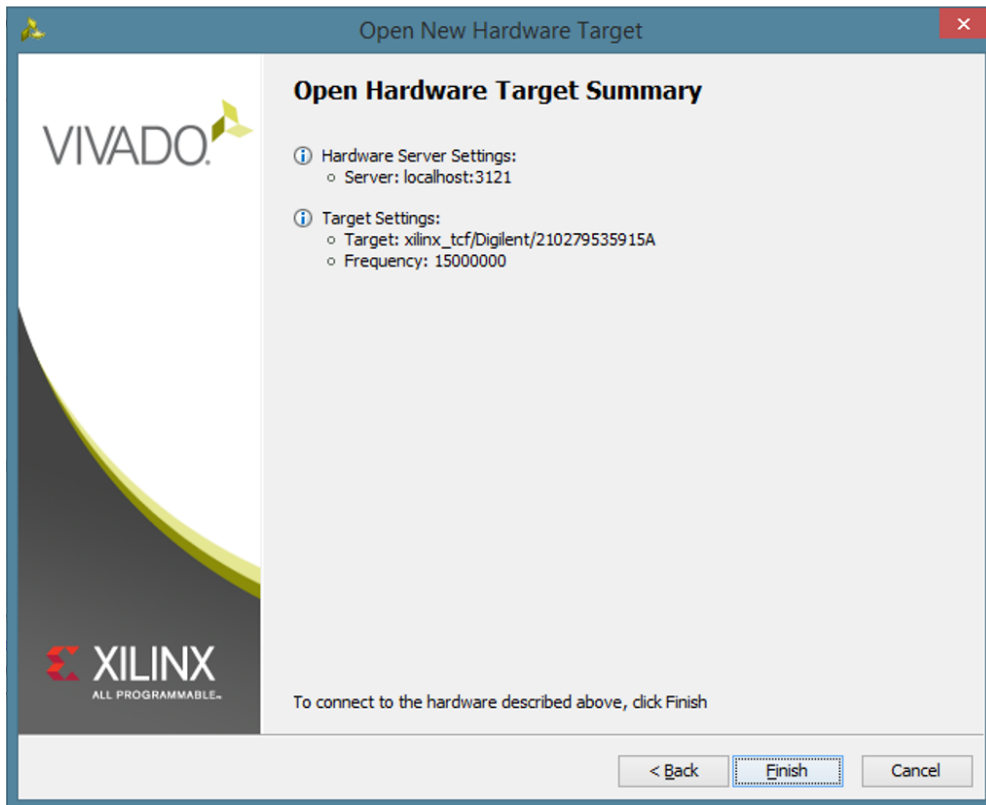 Open New Hardware Target
VIVADO.
Open Hardware Target Summary
Hardware Server Settings:
Server: localhost:3121
Target Settings:
Target: xilinx_tcf/Digilent/210279535915A
Frequency: 15000000
XILINX
ALL PROGRAMMABLE™
To connect to the hardware described above, click Finish
< Back Finish Cancel